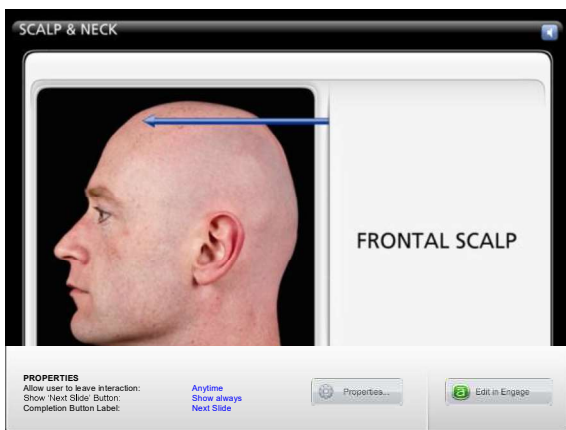 SCALP & NECK
FRONTAL SCALP
PROPERTIES
Allow user to leave interaction: Anytime
Show 'Next Slide' Button: Show always
Completion Button Label: Next Slide
Properties...
Edit in Engage